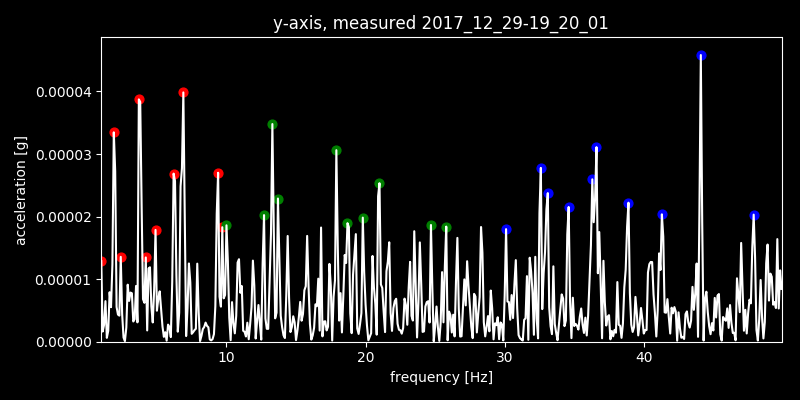 y-axis, measured 2017_12_29-19_20_01
acceleration [g]
0.00004
0.00003
0.00002
0.00001
0.00000
10 20 30 40
frequency [Hz]